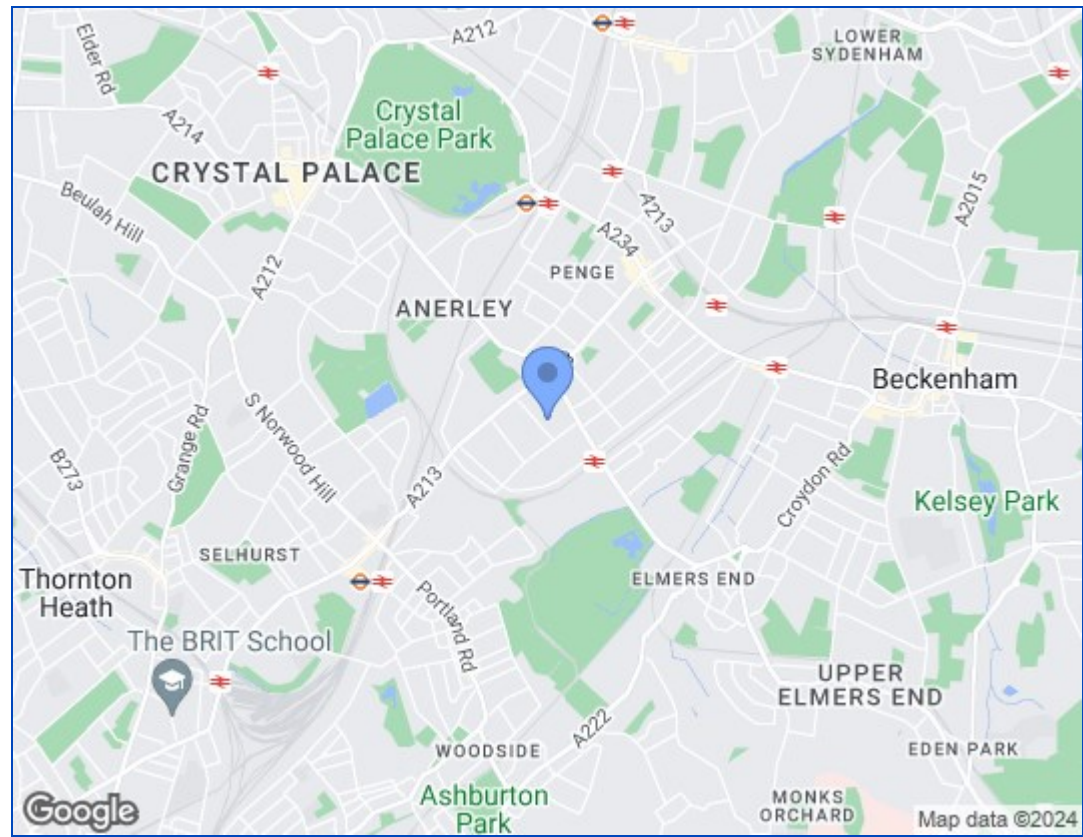 A212
LOWER
SYDENHAM
Elder Rd
A214
Crystal
Palace Park
CRYSTAL PALACE
Beulah Hill
A213
A2015
A234
A212
PENGE
ANERLEY
Beckenham
Grange Rd
S Norwood Hill
B273
A213
Croydon Rd
Kelsey Park
SELHURST
Thornton
Heath
ELMERS END
Portland Rd
The BRIT School
UPPER
ELMERS END
A222
WOODSIDE
EDEN PARK
Ashburton
Park
MONKS
ORCHARD
Google
Map data ©2024